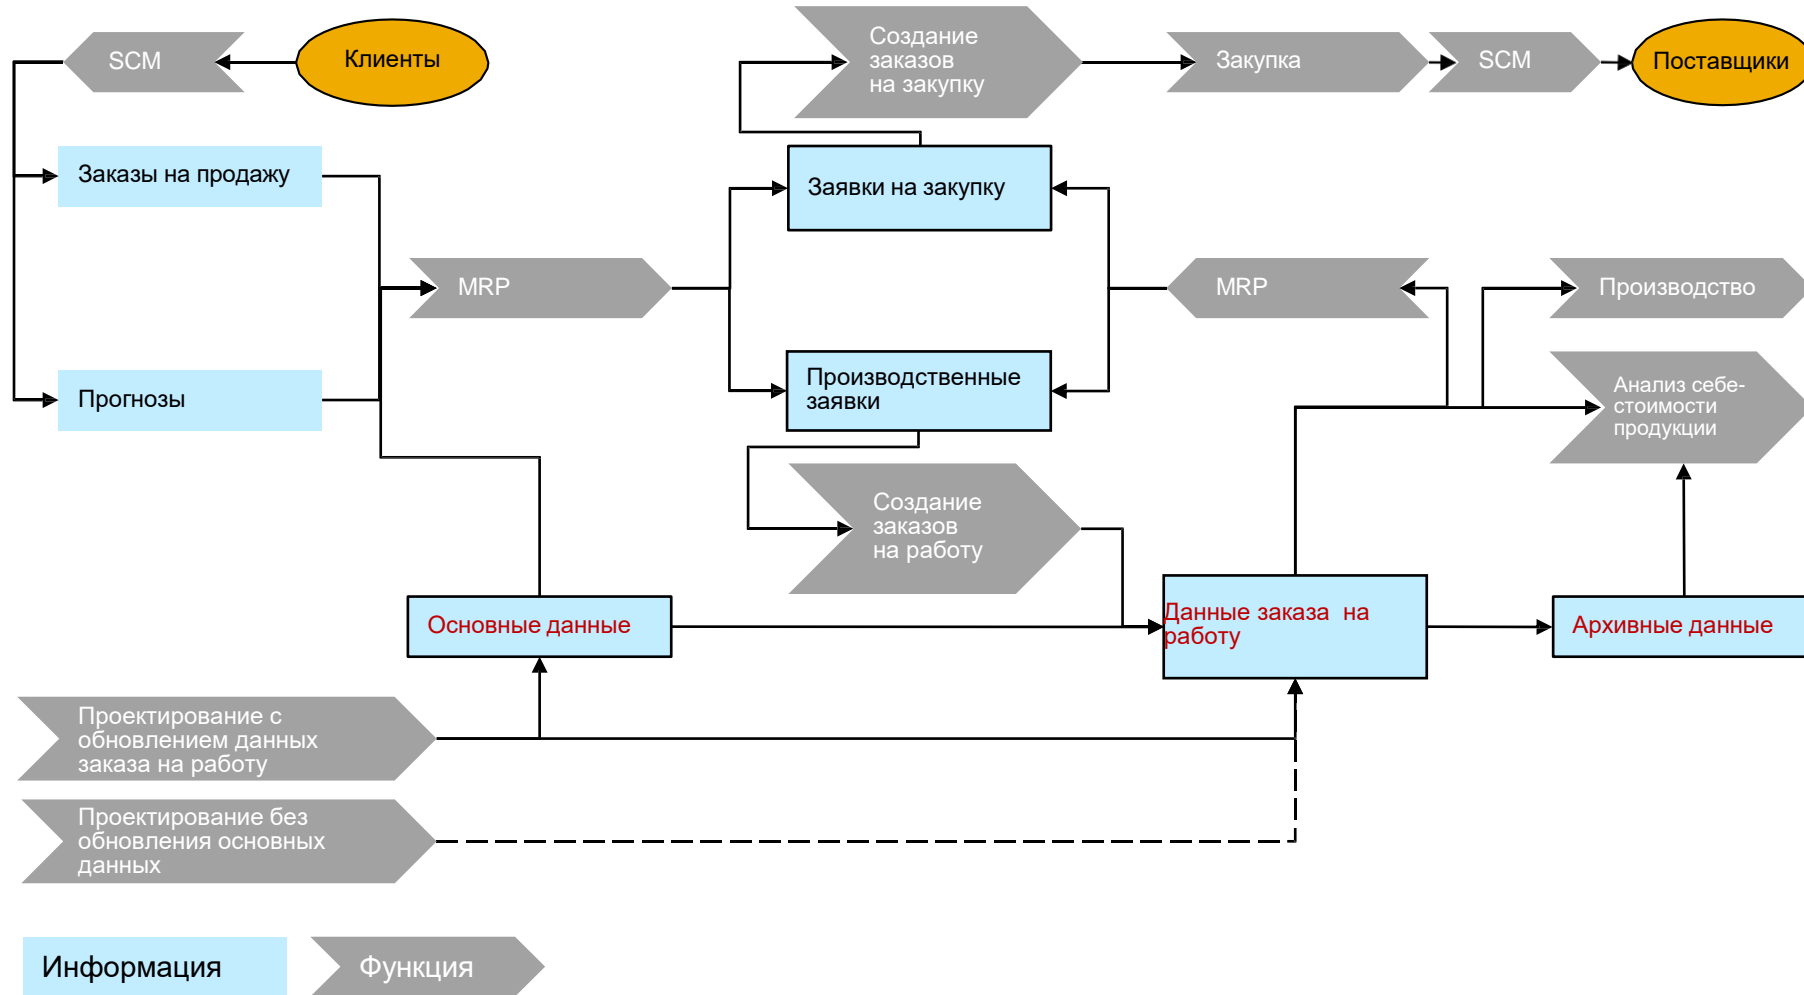 SCM
Клиенты
Создание
заказов
на закупку
Закупка
SCM
Поставщики
Заказы на продажу
Заявки на закупку
MRP
MRP
Производство
Прогнозы
Производственные
заявки
Анализ себе-
стоимости
продукции
Создание
заказов
на работу
Основные данные
Данные заказа на
работу
Архивные данные
Проектирование с
обновлением данных
заказа на работу
Проектирование без
обновления основных
данных
Информация
Функция